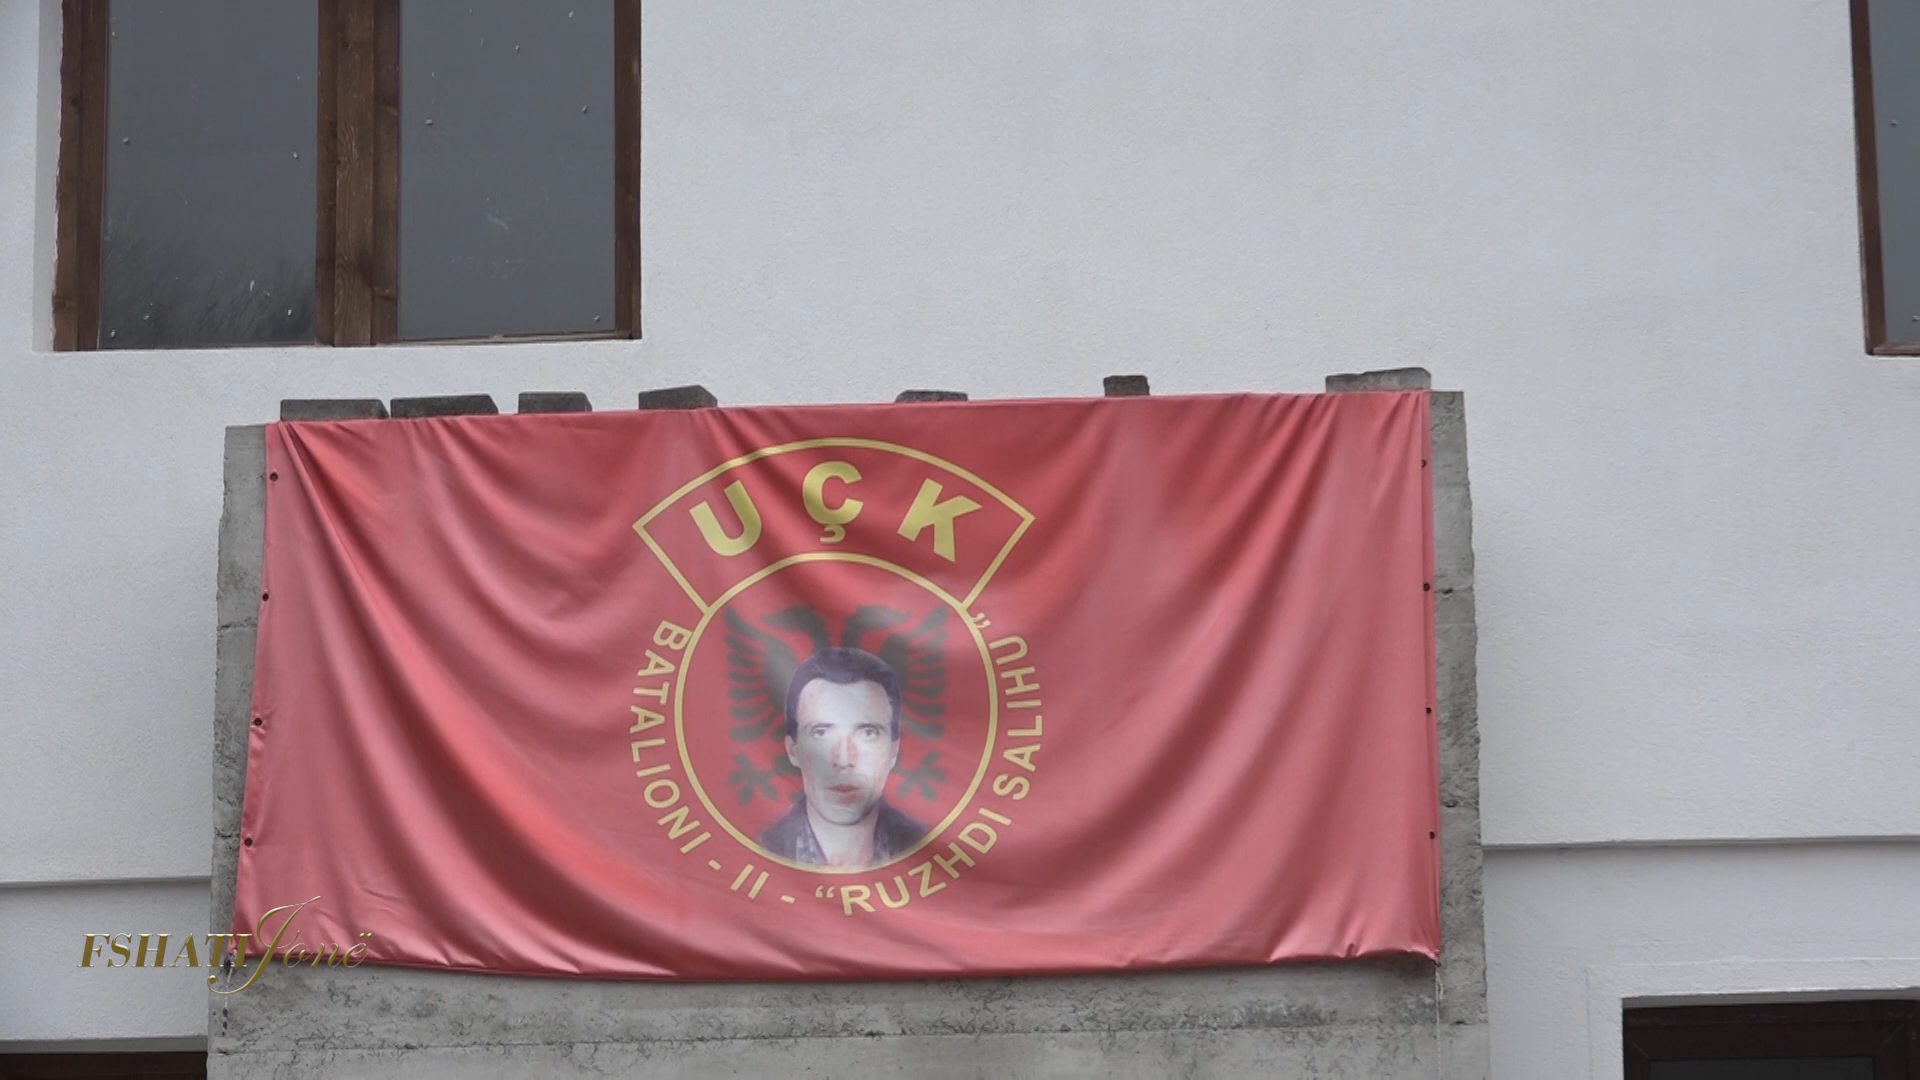 UÇK
BATALIONI - II - “RUZHDI SALIHU”
FSHATI Jonë